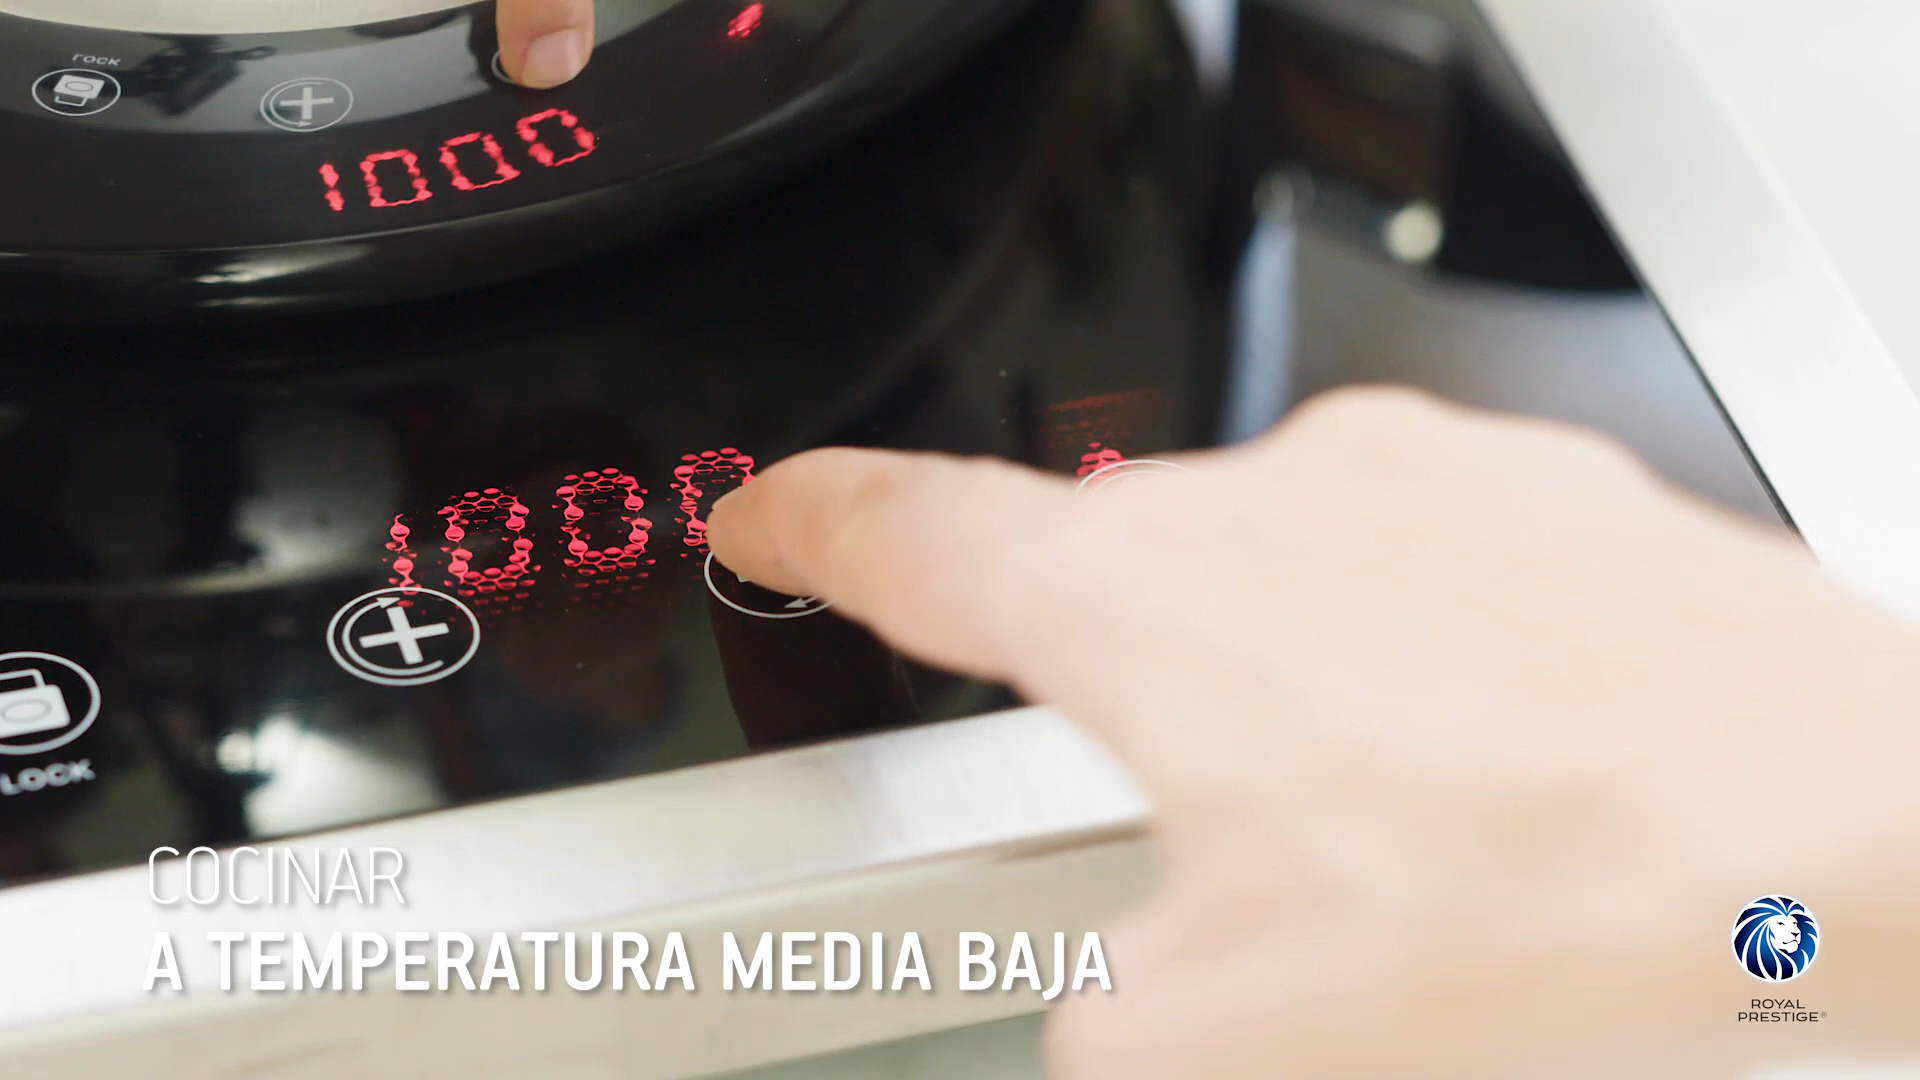 LOCK
1000
1000
LOCK
COCINAR
A TEMPERATURA MEDIA BAJA
ROYAL
PRESTIGE®